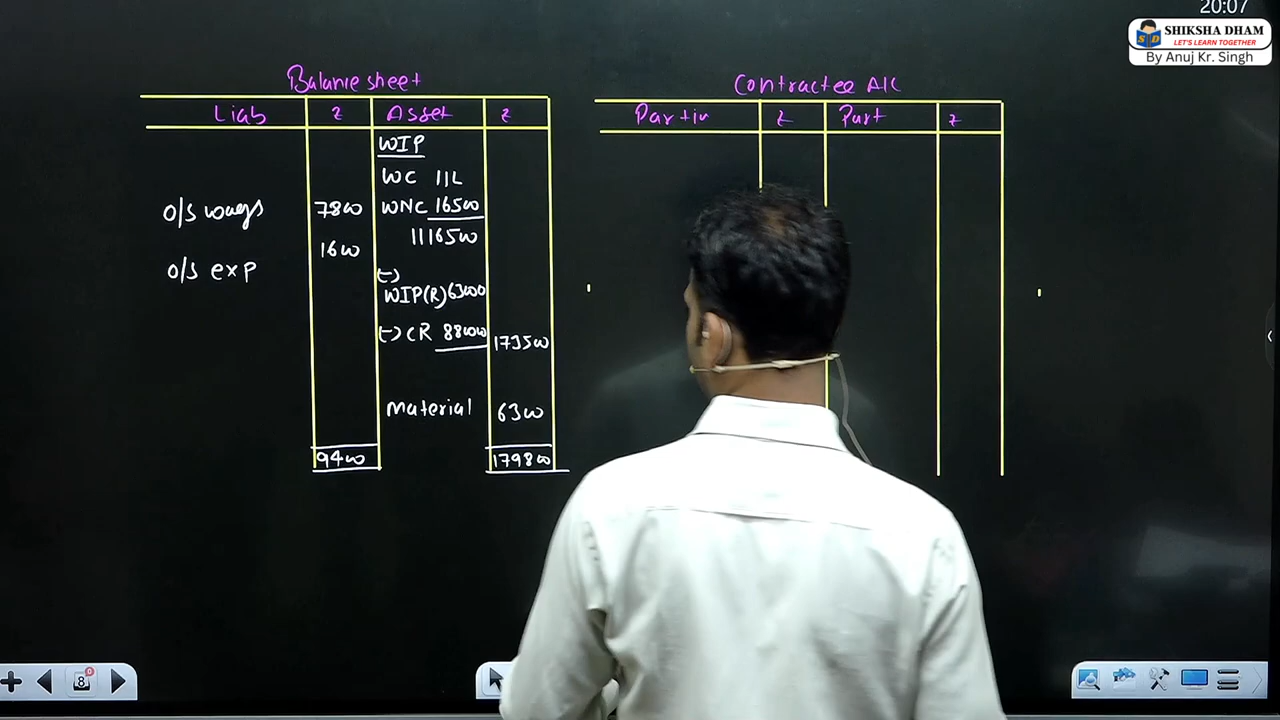 20:07
SHIKSHA DHAM
LET'S LEARN TOGETHER
By Anuj Kr. Singh
Balance sheet
Liab ₹ Asset ₹
WIP
WC 11L
O/S wages 7800 WNC 16500
1116500
O/S exp 1600
(-)
WIP(R) 63000
(-) CR 880000 173500
Material 6300
9400 179800
Contractee A/C
Partiu ₹ Part ₹
8